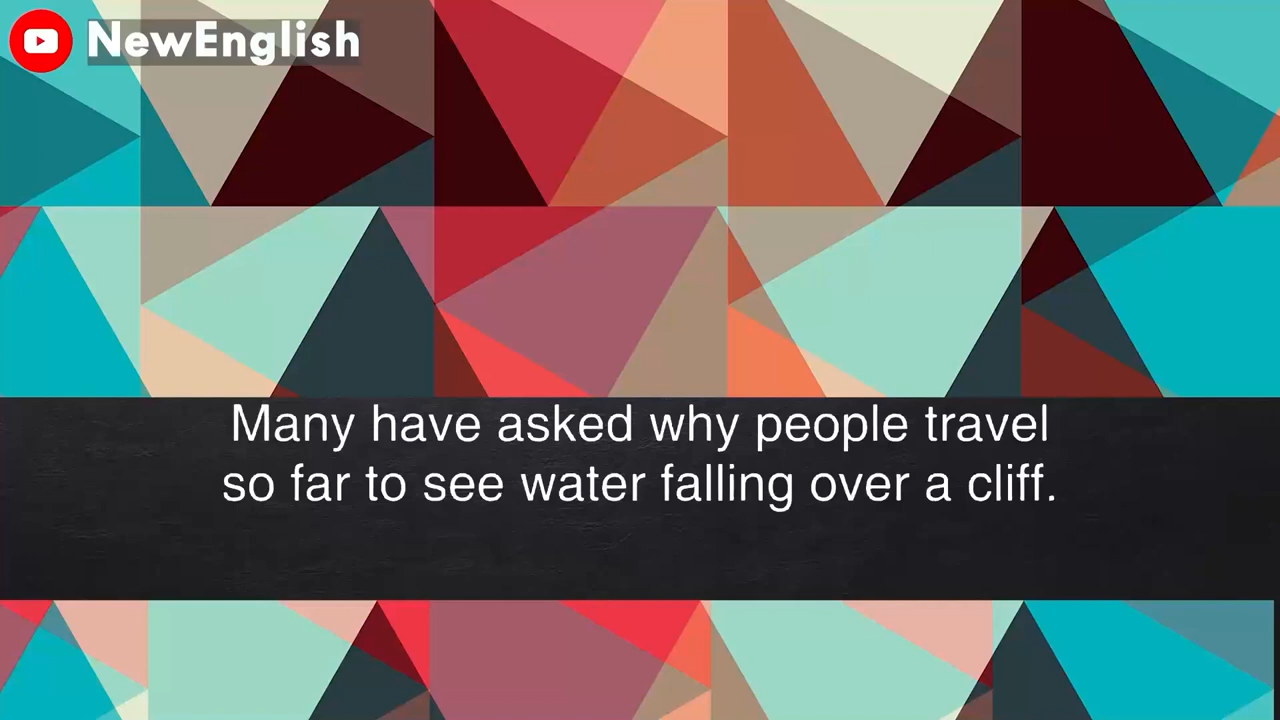 NewEnglish
Many have asked why people travel
so far to see water falling over a cliff.